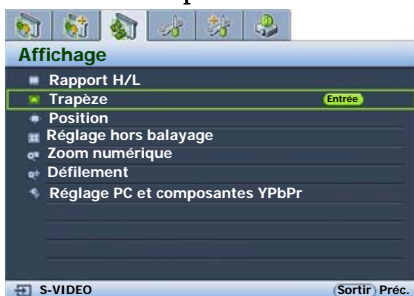 Affichage
Rapport H/L
Trapèze Entrée
Position
Réglage hors balayage
Zoom numérique
Défilement
Réglage PC et composantes YPbPr
S-VIDEO Sortir Préc.